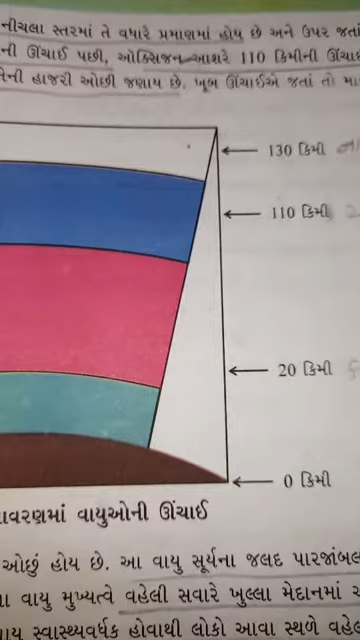 નીચલા સ્તરમાં તે વધારે પ્રમાણમાં હોય છે અને ઉપર જતાં
ની ઊંચાઈ પછી, ઓક્સિજન આશરે 110 કિમીની ઊંચા
તેની હાજરી ઓછી જણાય છે. ખૂબ ઊંચાઈએ જતાં તો
130 કિમી
110 કિમી
20 કિમી
0 કિમી
ાવરણમાં વાયુઓની ઊંચાઈ
ઓછું હોય છે. આ વાયુ સૂર્યના જલદ પારજાંબલ
વાયુ મુખ્યત્વે વહેલી સવારે ખુલ્લા મેદાનમાં
સ્વાસ્થ્યવર્ધક હોવાથી લોકો આવા સ્થળે વહેલ